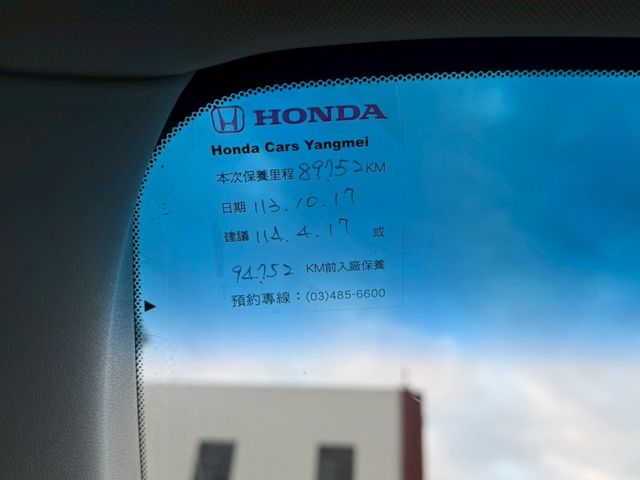 HONDA
Honda Cars Yangmei
本次保養里程 89752 KM
日期 113.10.17
建議 114.4.17 或
94752 KM前入廠保養
預約專線：(03)485-6600